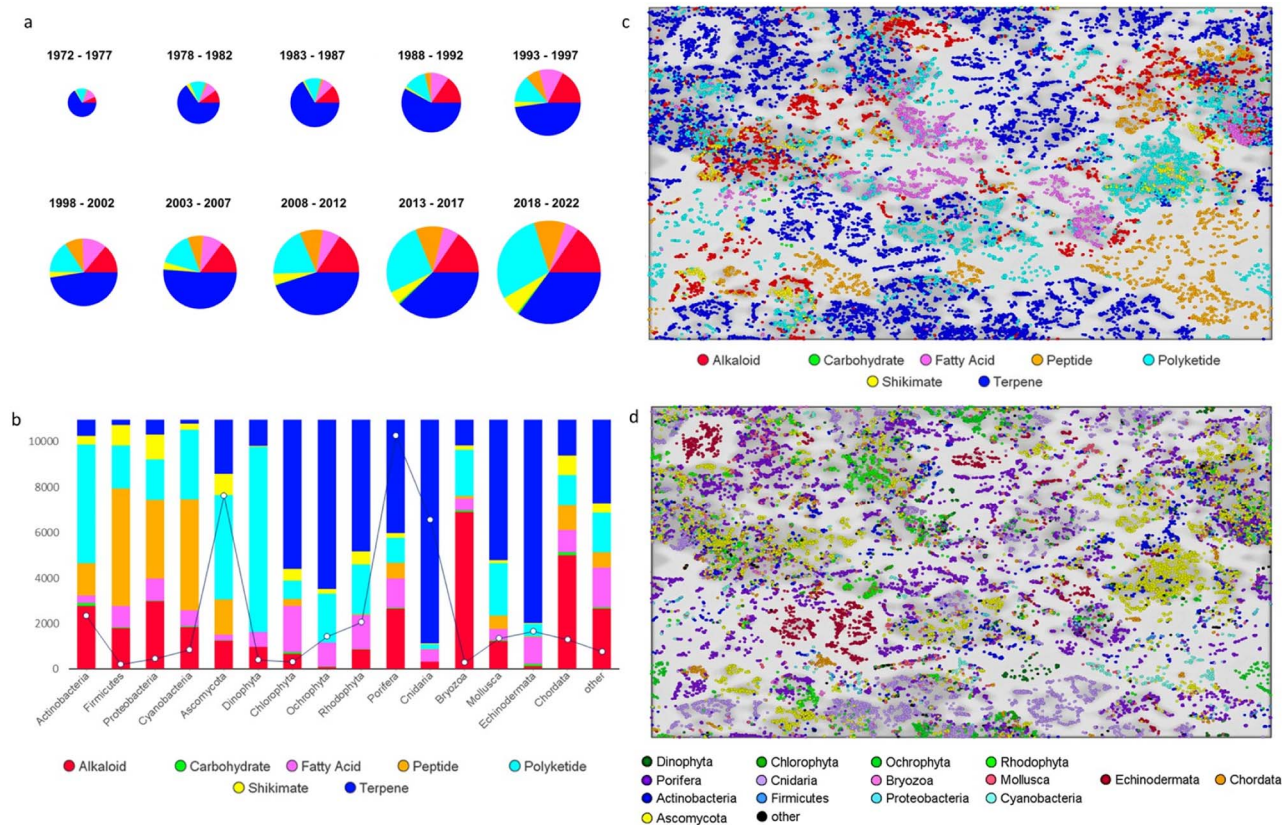 a
1972 - 1977 1978 - 1982 1983 - 1987 1988 - 1992 1993 - 1997
1998 - 2002 2003 - 2007 2008 - 2012 2013 - 2017 2018 - 2022
b
10000
8000
6000
4000
2000
0
Actinobacteria
Firmicutes
Proteobacteria
Cyanobacteria
Ascomycota
Dinophyta
Chlorophyta
Ochrophyta
Rhodophyta
Porifera
Cnidaria
Bryozoa
Mollusca
Echinodermata
Chordata
other
Alkaloid Carbohydrate Fatty Acid Peptide Polyketide
Shikimate Terpene
c
Alkaloid Carbohydrate Fatty Acid Peptide Polyketide
Shikimate Terpene
d
Dinophyta Chlorophyta Ochrophyta Rhodophyta
Porifera Cnidaria Bryozoa Mollusca Echinodermata Chordata
Actinobacteria Firmicutes Proteobacteria Cyanobacteria
Ascomycota other